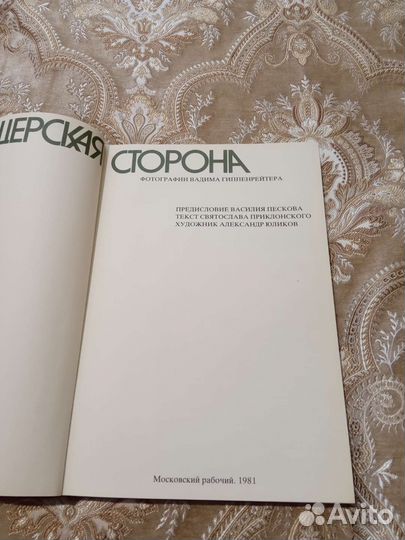 ЩЕРСКАЯ СТОРОНА
ФОТОГРАФИИ ВАДИМА ГИППЕНРЕЙТЕРА
ПРЕДИСЛОВИЕ ВАСИЛИЯ ПЕСКОВА
ТЕКСТ СВЯТОСЛАВА ПРИКЛОНСКОГО
ХУДОЖНИК АЛЕКСАНДР ЮЛИКОВ
Московский рабочий. 1981
Avito